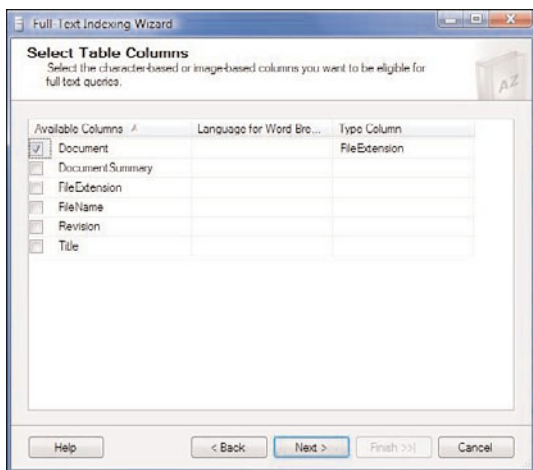 Full-Text Indexing Wizard
Select Table Columns
Select the character-based or image-based columns you want to be eligible for
full text queries.
AZ
Available Columns Language for Word Bre... Type Column
Document FileExtension
DocumentSummary
FileExtension
FileName
Revision
Title
Help < Back Next > Finish >>| Cancel